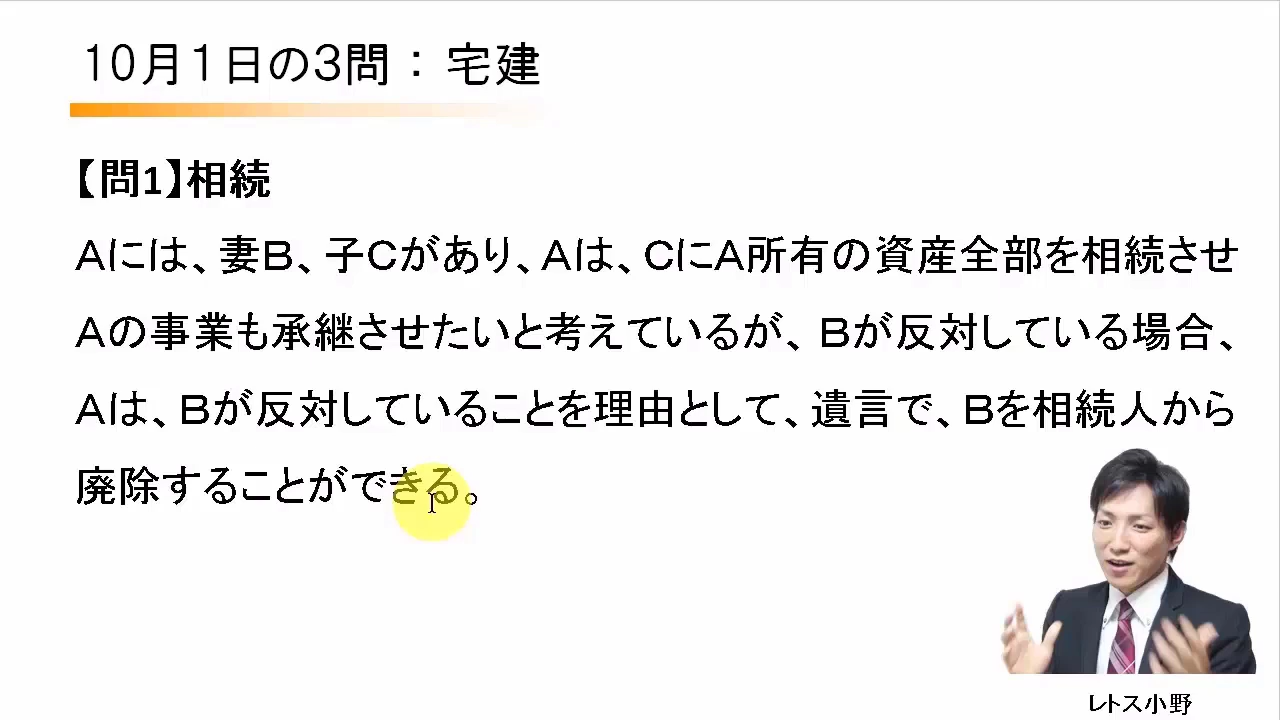 10月1日の3問：宅建
【問1】相続
Aには、妻B、子Cがあり、Aは、CにA所有の資産全部を相続させ
Aの事業も承継させたいと考えているが、Bが反対している場合、
Aは、Bが反対していることを理由として、遺言で、Bを相続人から
廃除することができる。
レトス小野